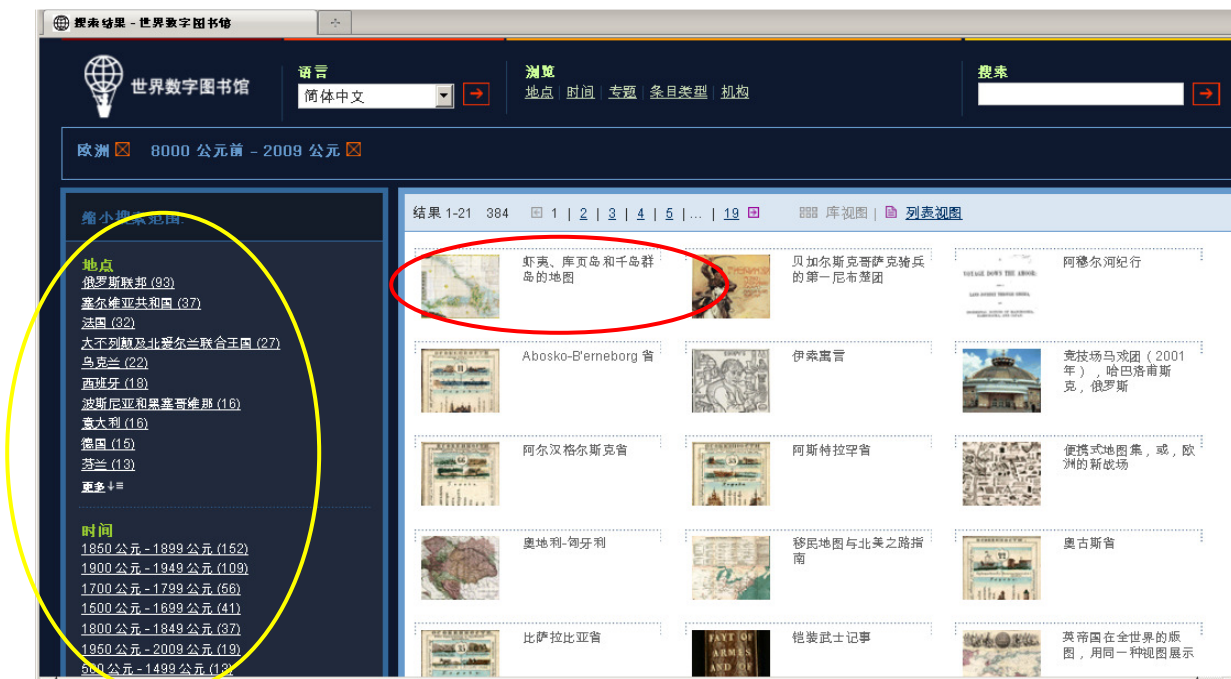 搜索结果 - 世界数字图书馆
世界数字图书馆
语言
简体中文
浏览
地点 | 时间 | 专题 | 条目类型 | 机构
搜索
欧洲 8000 公元前 – 2009 公元
缩小搜索范围:
地点
俄罗斯联邦 (93)
塞尔维亚共和国 (37)
法国 (32)
大不列颠及北爱尔兰联合王国 (27)
乌克兰 (22)
西班牙 (18)
波斯尼亚和黑塞哥维那 (16)
意大利 (16)
德国 (15)
芬兰 (13)
更多
时间
1850 公元 - 1899 公元 (152)
1900 公元 - 1949 公元 (109)
1700 公元 - 1799 公元 (56)
1500 公元 - 1699 公元 (41)
1800 公元 - 1849 公元 (37)
1950 公元 - 2009 公元 (19)
500 公元 - 1499 公元 (13)
结果 1-21 384 1 | 2 | 3 | 4 | 5 |... | 19 库视图 | 列表视图
虾夷、库页岛和千岛群
岛的地图
贝加尔斯克哥萨克骑兵
的第一尼布楚团
VOYAGE DOWN THE AMOOR:
阿穆尔河纪行
Abosko-B'erneborg 省
伊索寓言
竞技场马戏团（2001
年），哈巴洛甫斯
克，俄罗斯
阿尔汉格尔斯克省
阿斯特拉罕省
便携式地图集，或，欧
洲的新战场
奥地利-匈牙利
移民地图与北美之路指
南
奥古斯省
比萨拉比亚省
FAYT OF
ARMES
AND OF
铠装武士记事
英帝国在全世界的版
图，用同一种视图展示